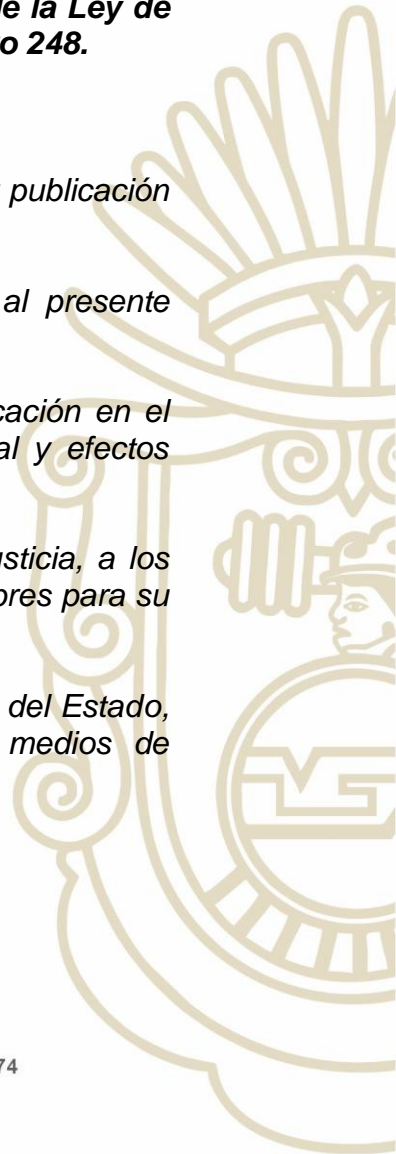 de la Ley de
o 248.
publicación
al presente
cación en el
al y efectos
usticia, a los
ores para su
del Estado,
medios de
74